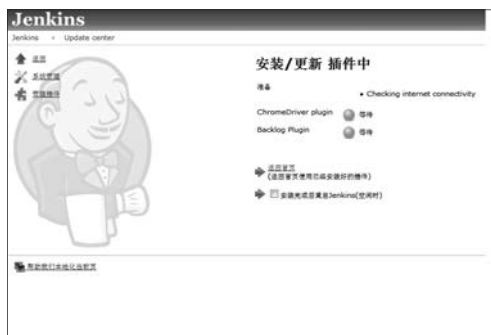 Jenkins
Jenkins › Update center
返回
系统管理
管理插件
安装/更新 插件中
准备
• Checking internet connectivity
ChromeDriver plugin 等待
Backlog Plugin 等待
返回首页
(返回首页使用已经安装好的插件)
安装完成后重启Jenkins(空闲时)
帮助我们本地化当前页